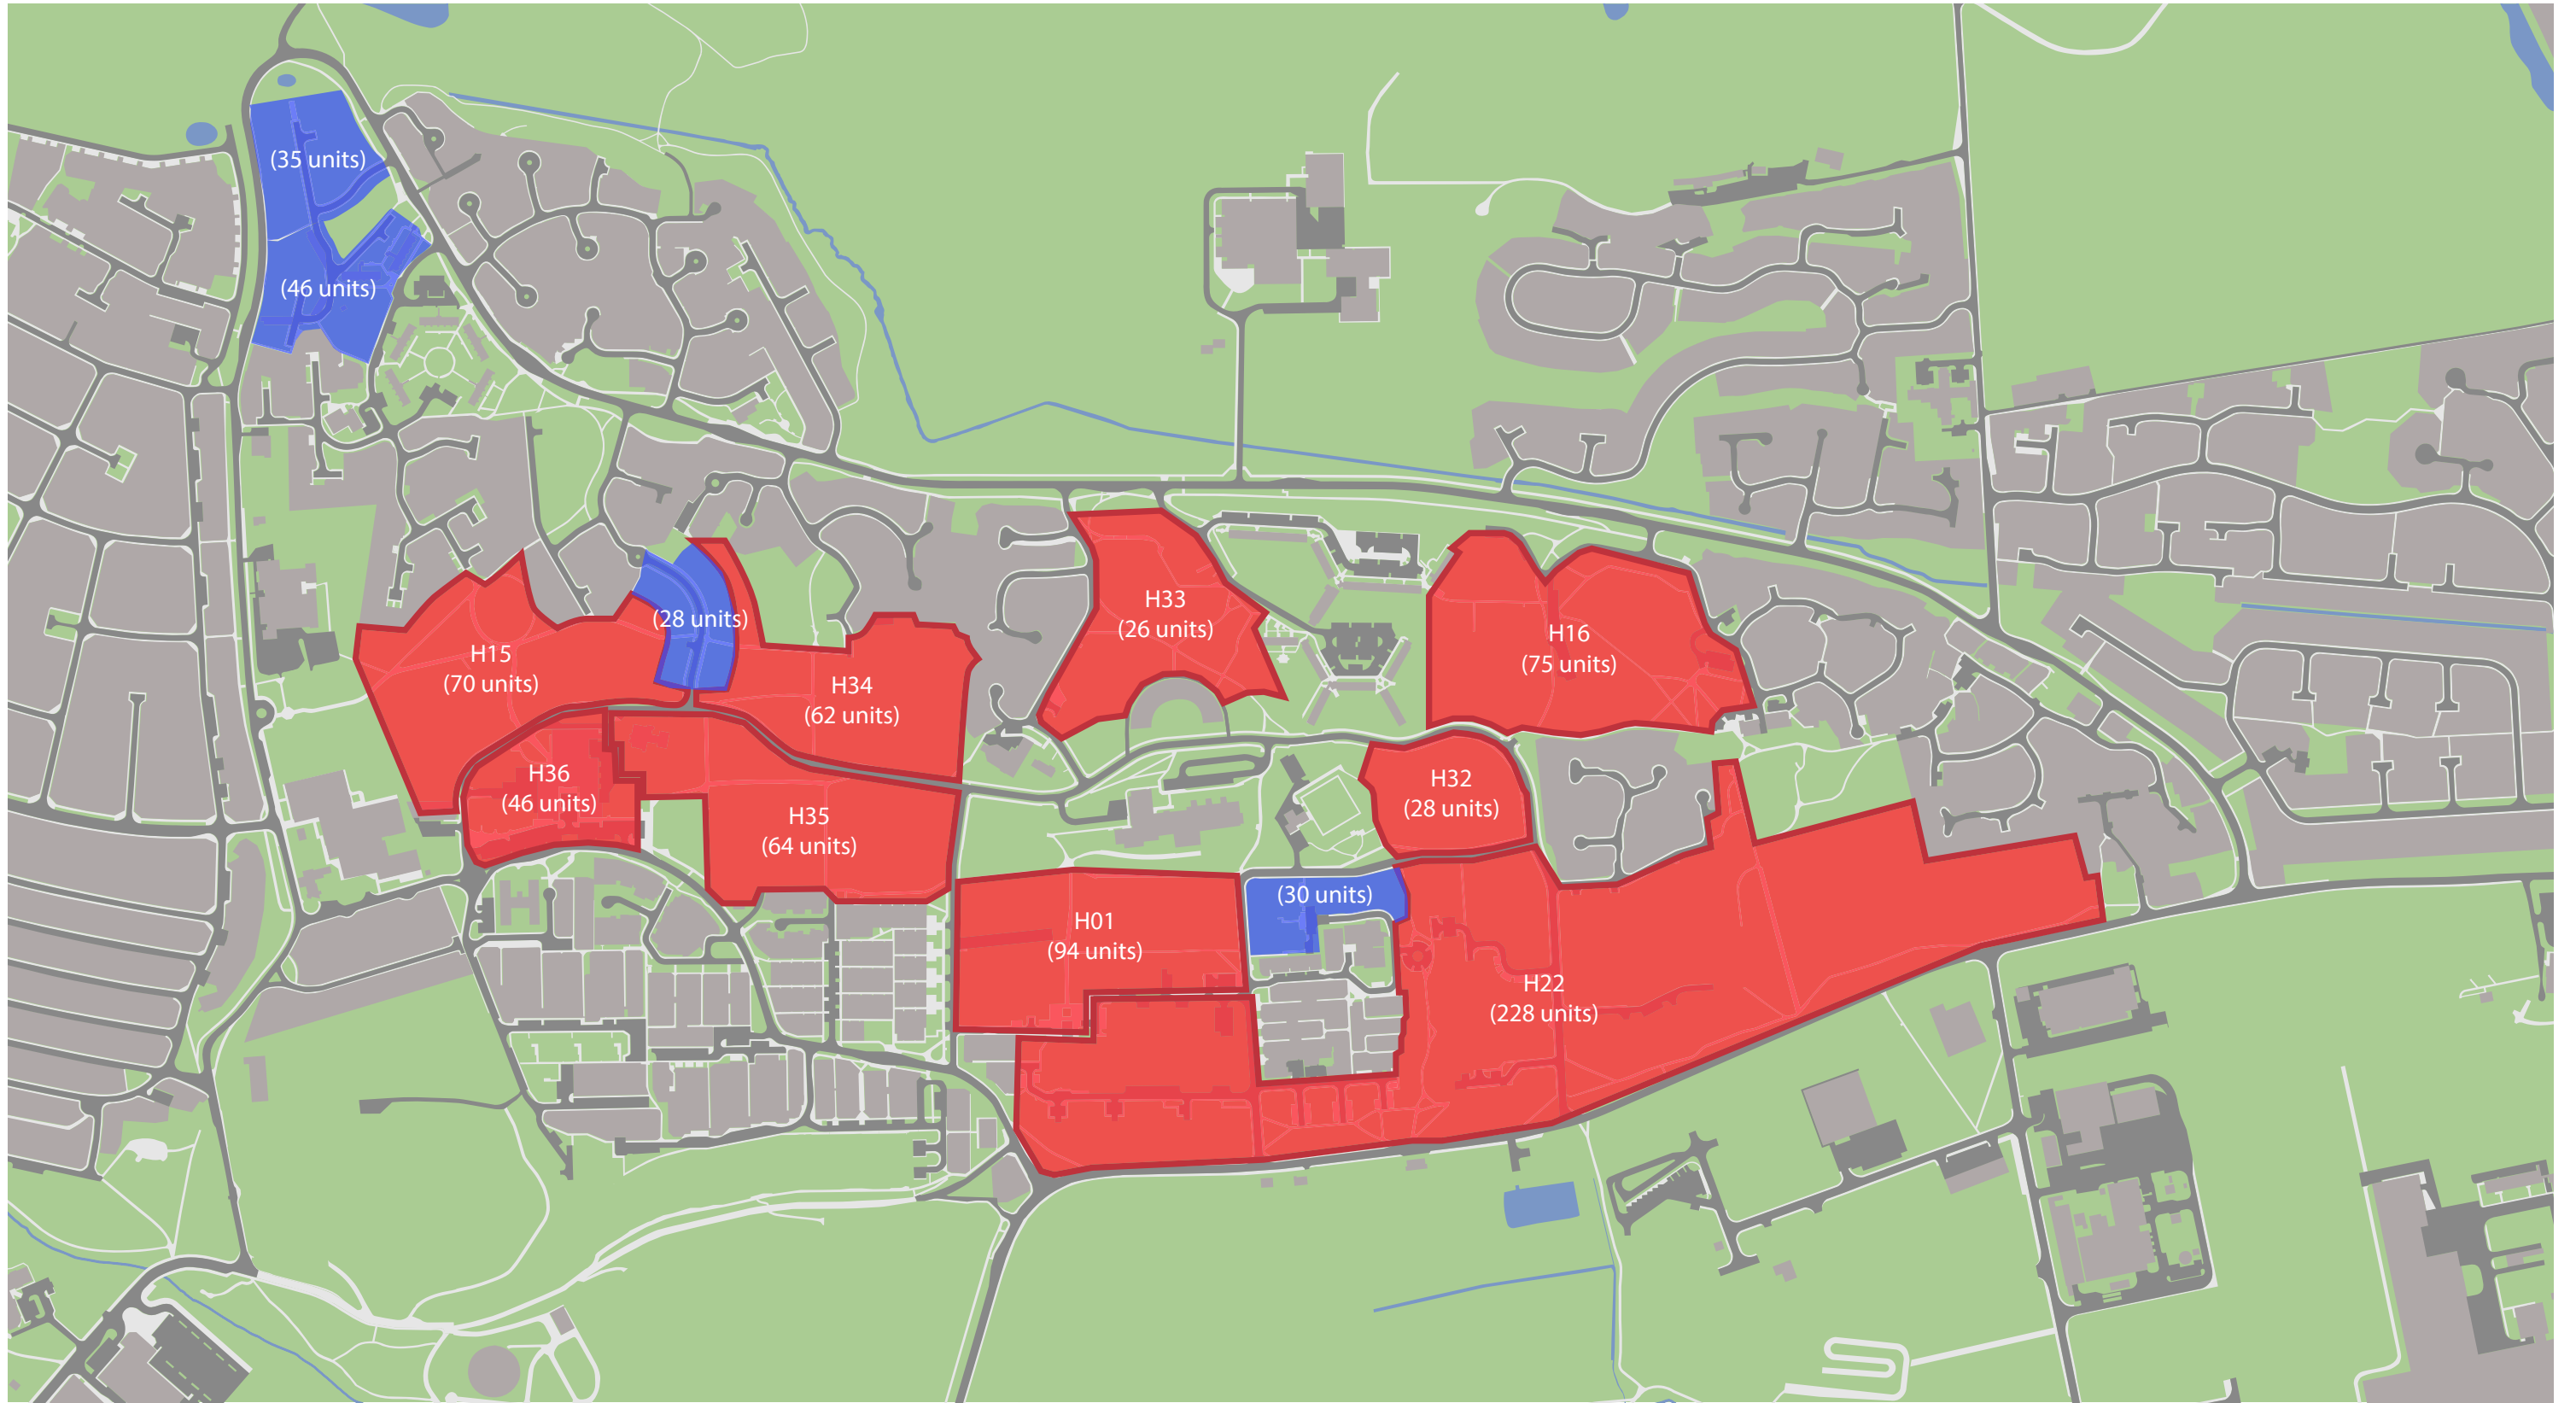 (35 units)
(46 units)
(28 units)
H33
(26 units)
H16
(75 units)
H15
(70 units)
H34
(62 units)
H36
(46 units)
H32
(28 units)
H35
(64 units)
(30 units)
H01
(94 units)
H22
(228 units)